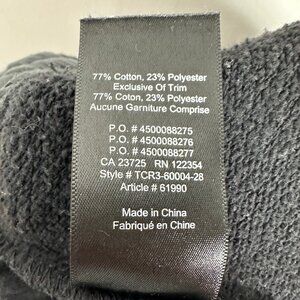 77% Cotton, 23% Polyester
Exclusive Of Trim
77% Coton, 23% Polyester
Aucune Garniture Comprise
P.O. # 4500088275
P.O. # 4500088276
P.O. # 4500088277
CA 23725 RN 122354
Style # TCR3-60004-28
Article # 61990
Made in China
Fabriqué en Chine